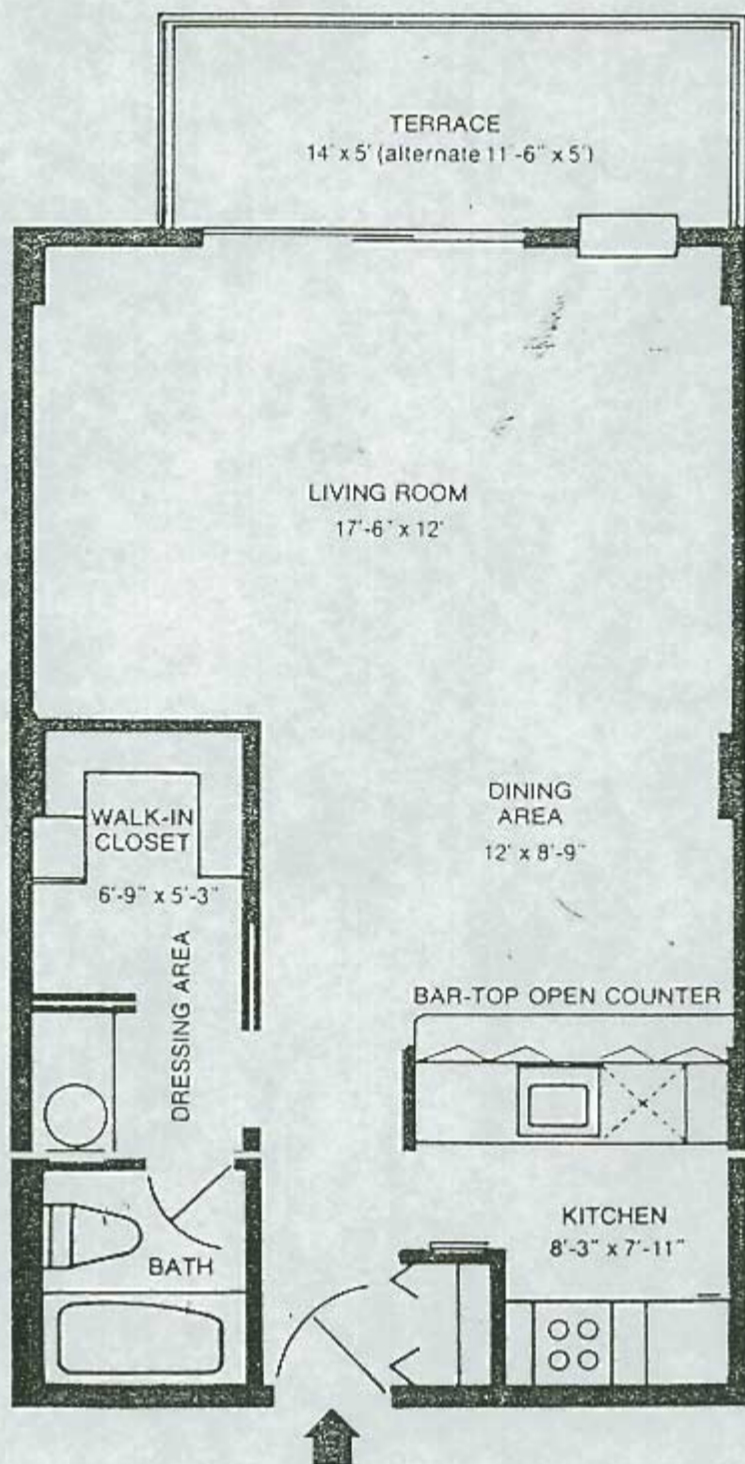 TERRACE
14' x 5' (alternate 11'-6" x 5')
LIVING ROOM
17'-6" x 12'
DINING
AREA
12' x 8'-9"
WALK-IN
CLOSET
6'-9" x 5'-3"
DRESSING AREA
BAR-TOP OPEN COUNTER
KITCHEN
8'-3" x 7'-11"
BATH